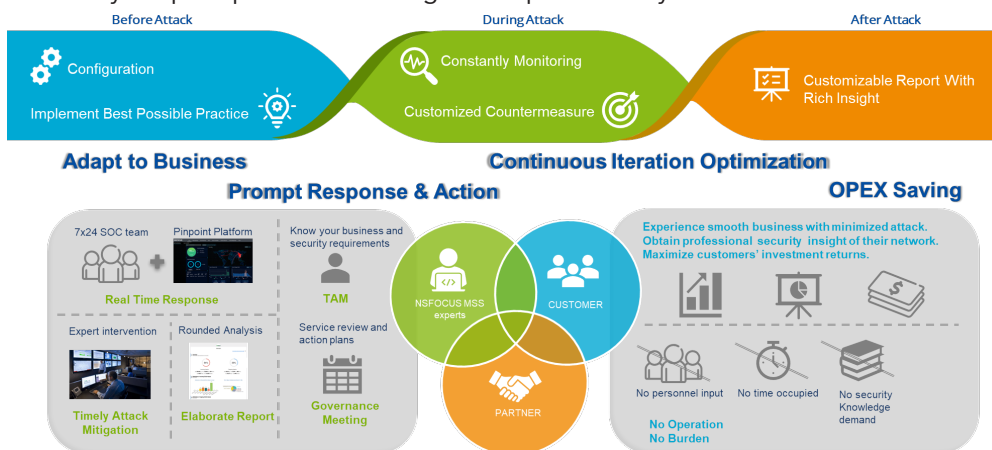 Before Attack
During Attack
After Attack
Configuration
Implement Best Possible Practice
Constantly Monitoring
Customized Countermeasure
Customizable Report With
Rich Insight
Adapt to Business
Continuous Iteration Optimization
Prompt Response & Action
OPEX Saving
7x24 SOC team
Pinpoint Platform
Real Time Response
Know your business and
security requirements
TAM
Expert intervention
Timely Attack
Mitigation
Rounded Analysis
Elaborate Report
Service review and
action plans
Governance
Meeting
NSFOCUS MSS
experts
CUSTOMER
PARTNER
Experience smooth business with minimized attack.
Obtain professional security insight of their network.
Maximize customers' investment returns.
No personnel input
No time occupied
No security
Knowledge
demand
No Operation
No Burden